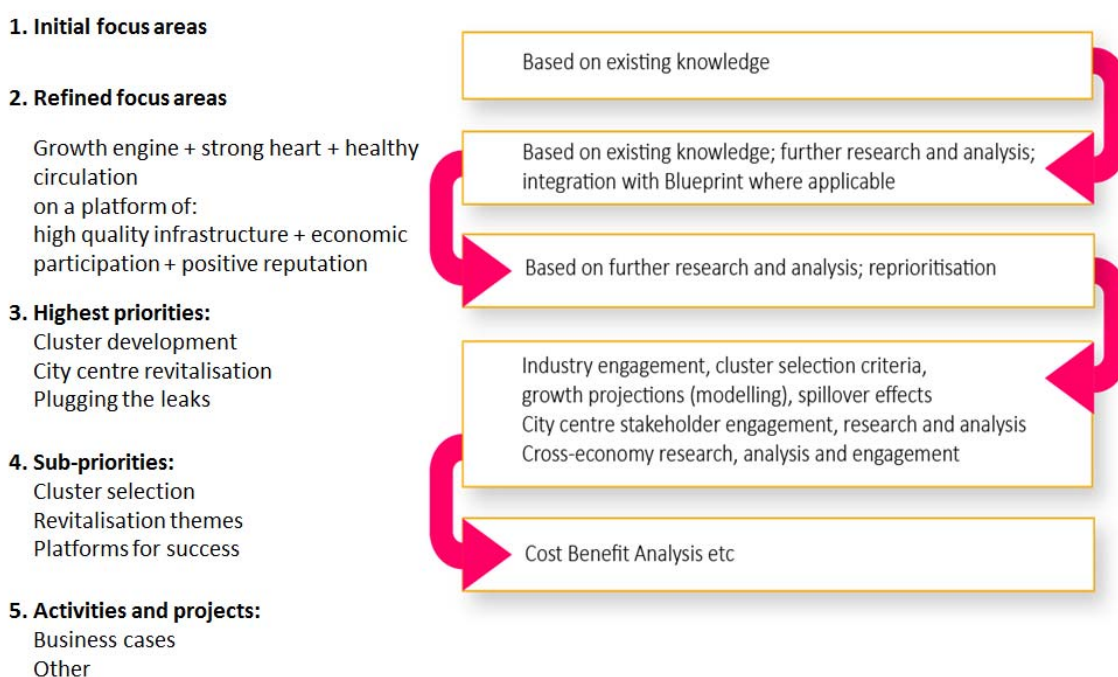 1. Initial focus areas
2. Refined focus areas
Growth engine + strong heart + healthy
circulation
on a platform of:
high quality infrastructure + economic
participation + positive reputation
3. Highest priorities:
Cluster development
City centre revitalisation
Plugging the leaks
4. Sub-priorities:
Cluster selection
Revitalisation themes
Platforms for success
5. Activities and projects:
Business cases
Other
Based on existing knowledge
Based on existing knowledge; further research and analysis;
integration with Blueprint where applicable
Based on further research and analysis; reprioritisation
Industry engagement, cluster selection criteria,
growth projections (modelling), spillover effects
City centre stakeholder engagement, research and analysis
Cross-economy research, analysis and engagement
Cost Benefit Analysis etc